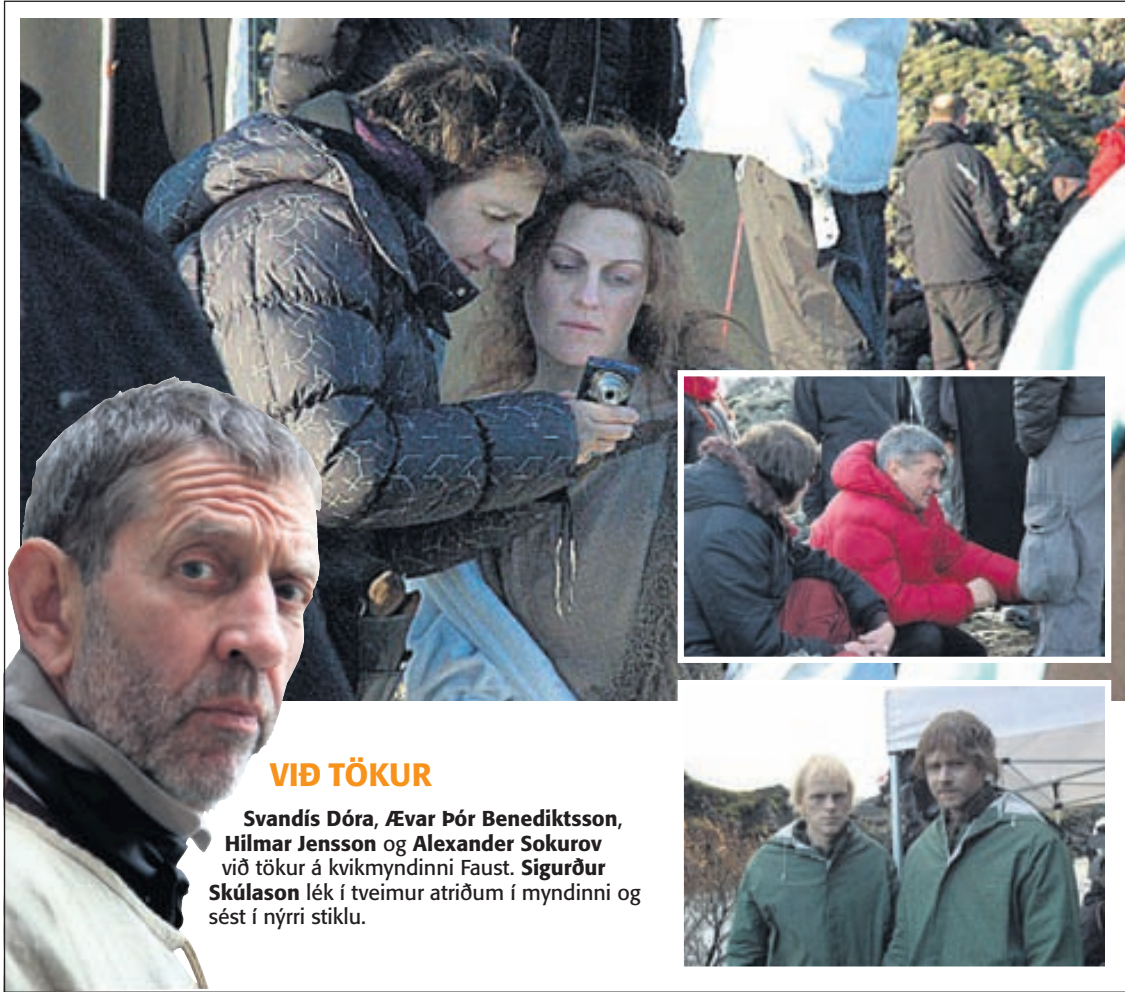 VIÐ TÖKUR
Svandís Dóra, Ævar Þór Benediktsson,
Hilmar Jensson og Alexander Sokurov
við tökur á kvikmyndinni Faust. Sigurður
Skúlason lék í tveimur atriðum í myndinni og
sést í nýrri stiklu.